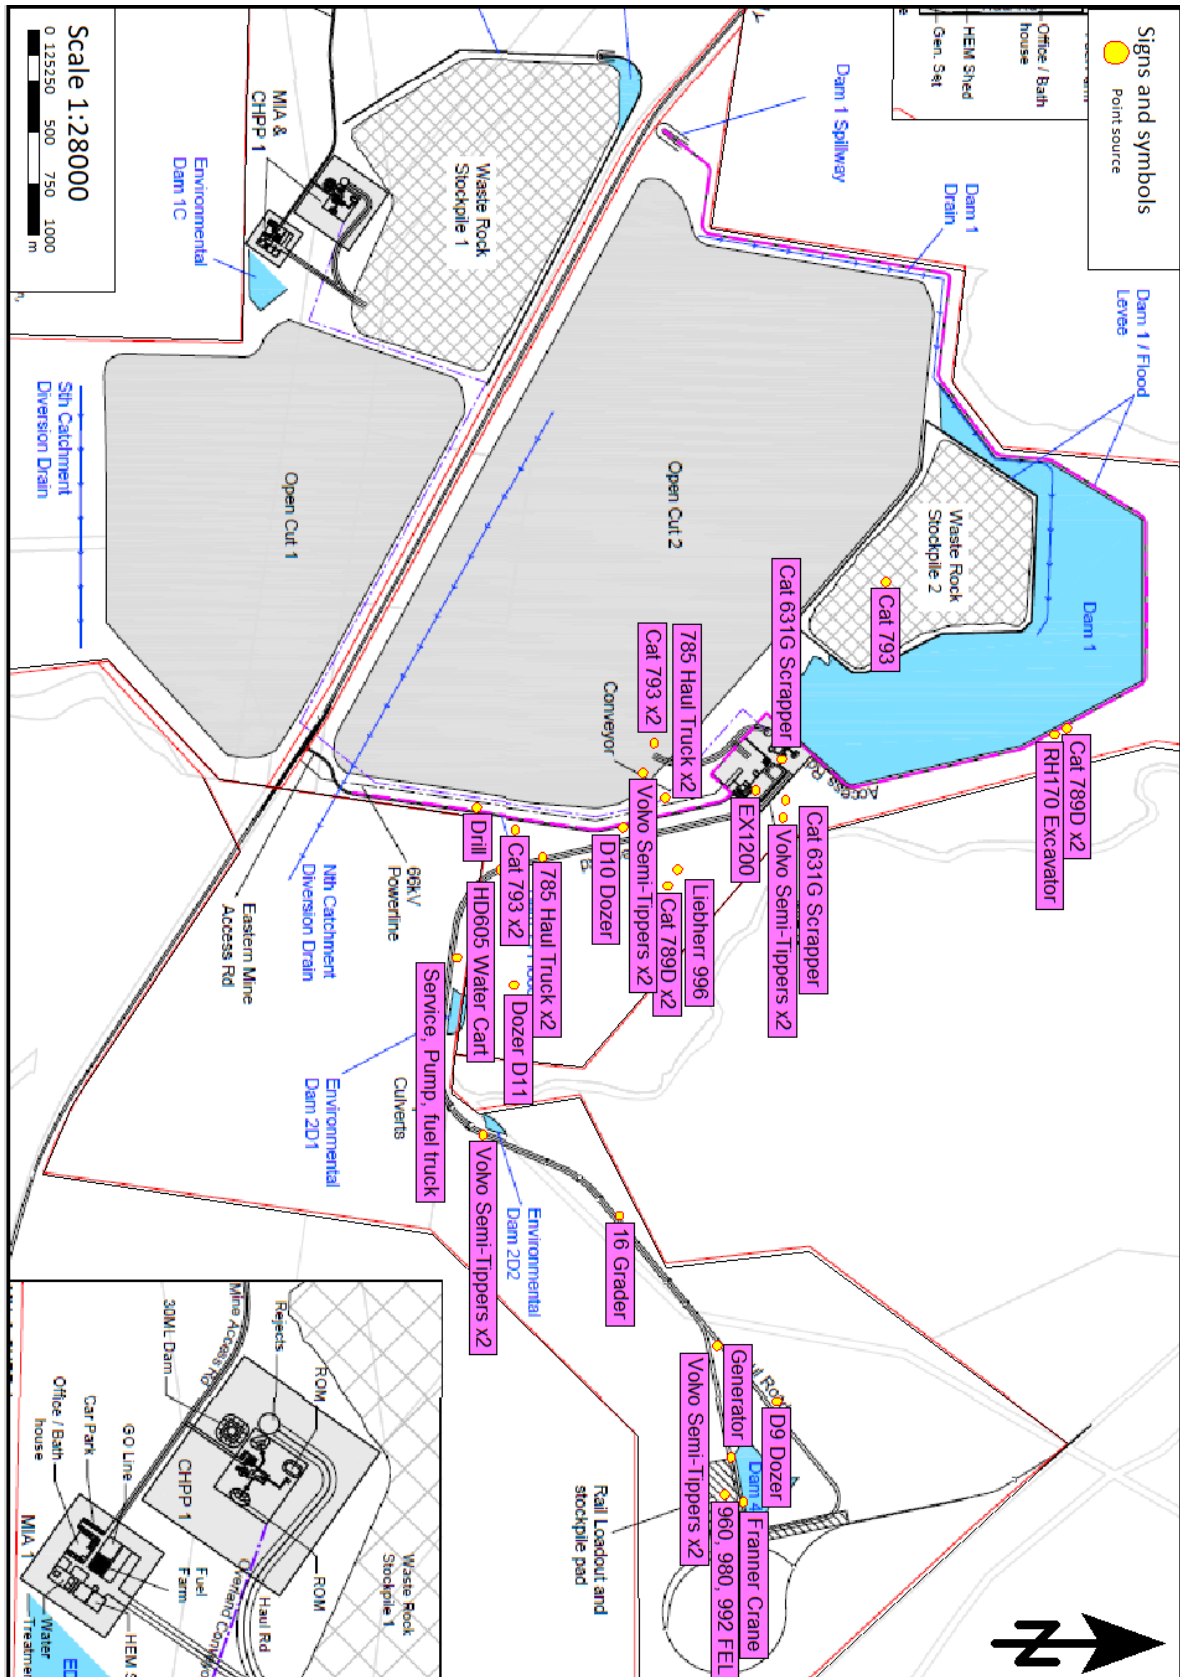 Signs and symbols
Point source
Office / Bath
house
HEM Shed
Gen. Set
Scale 1:28000
0 125250 500 750 1000
m
MIA &
CHPP 1
Environmental
Dam 1C
Waste Rock
Stockpile 1
Dam 1 Spillway
Dam 1
Drain
Dam 1 / Flood
Levee
Sth Catchment
Diversion Drain
Open Cut 1
Open Cut 2
Waste Rock
Stockpile 2
Dam 1
Cat 793
Cat 631G Scrapper
785 Haul Truck x2
Cat 793 x2
Conveyor
Cat 789D x2
RH170 Excavator
Cat 631G Scrapper
Volvo Semi-Tippers x2
EX1200
Volvo Semi-Tippers x2
D10 Dozer
Liebherr 996
Cat 789D x2
Drill
785 Haul Truck x2
Cat 793 x2
HD605 Water Cart
Dozer D11
66kV
Powerline
Nth Catchment
Diversion Drain
Eastern Mine
Access Rd
Service, Pump, fuel truck
Culverts
Environmental
Dam 2D1
Volvo Semi-Tippers x2
Environmental
Dam 2D2
16 Grader
Generator
D9 Dozer
Volvo Semi-Tippers x2
Dam 4
Franner Crane
960, 980, 992 FEL
Rail Loadout and
stockpile pad
N
Mine Access
30ML Dam
Rejects
ROM
CHPP 1
GO Line
Car Park
Office / Bath
house
MIA 1
Fuel
Farm
Haul Rd
ROM
Waste Rock
Stockpile 1
HEM
Water